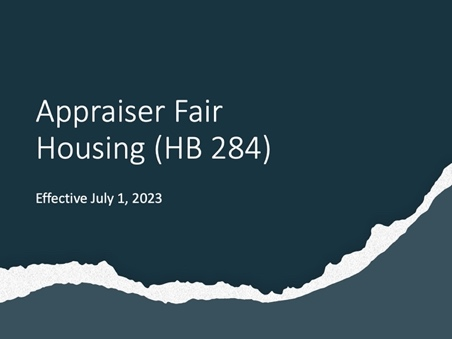 Appraiser Fair
Housing (HB 284)
Effective July 1, 2023